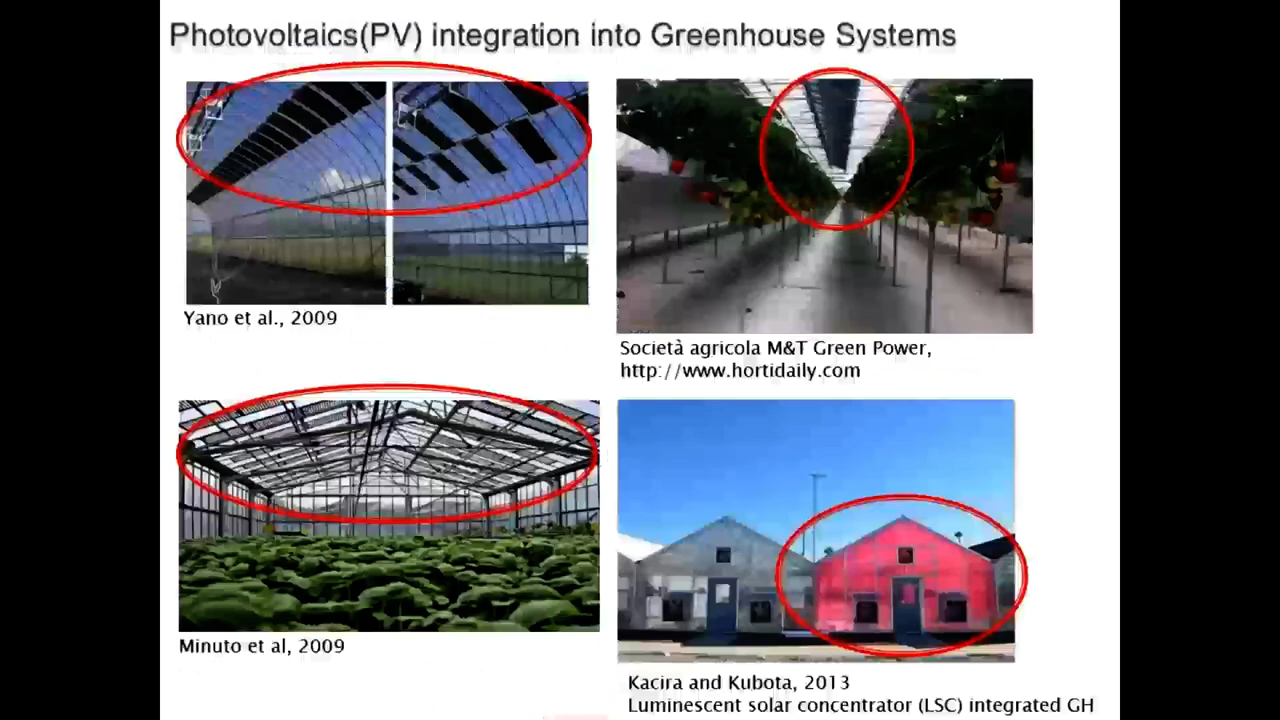 Photovoltaics(PV) integration into Greenhouse Systems
Yano et al., 2009
Società agricola M&T Green Power,
http://www.hortidaily.com
Minuto et al, 2009
Kacira and Kubota, 2013
Luminescent solar concentrator (LSC) integrated GH